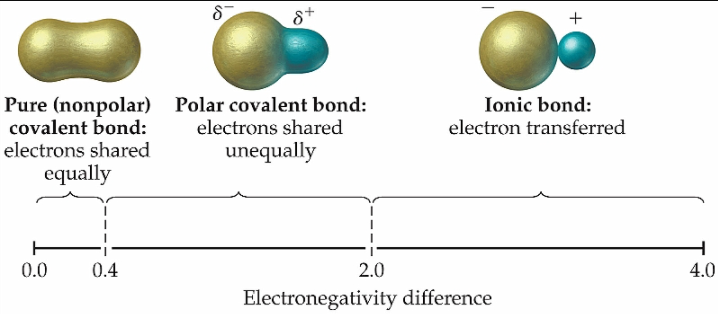 δ⁻ δ⁺
− +
Pure (nonpolar)
covalent bond:
electrons shared
equally
Polar covalent bond:
electrons shared
unequally
Ionic bond:
electron transferred
0.0 0.4 2.0 4.0
Electronegativity difference